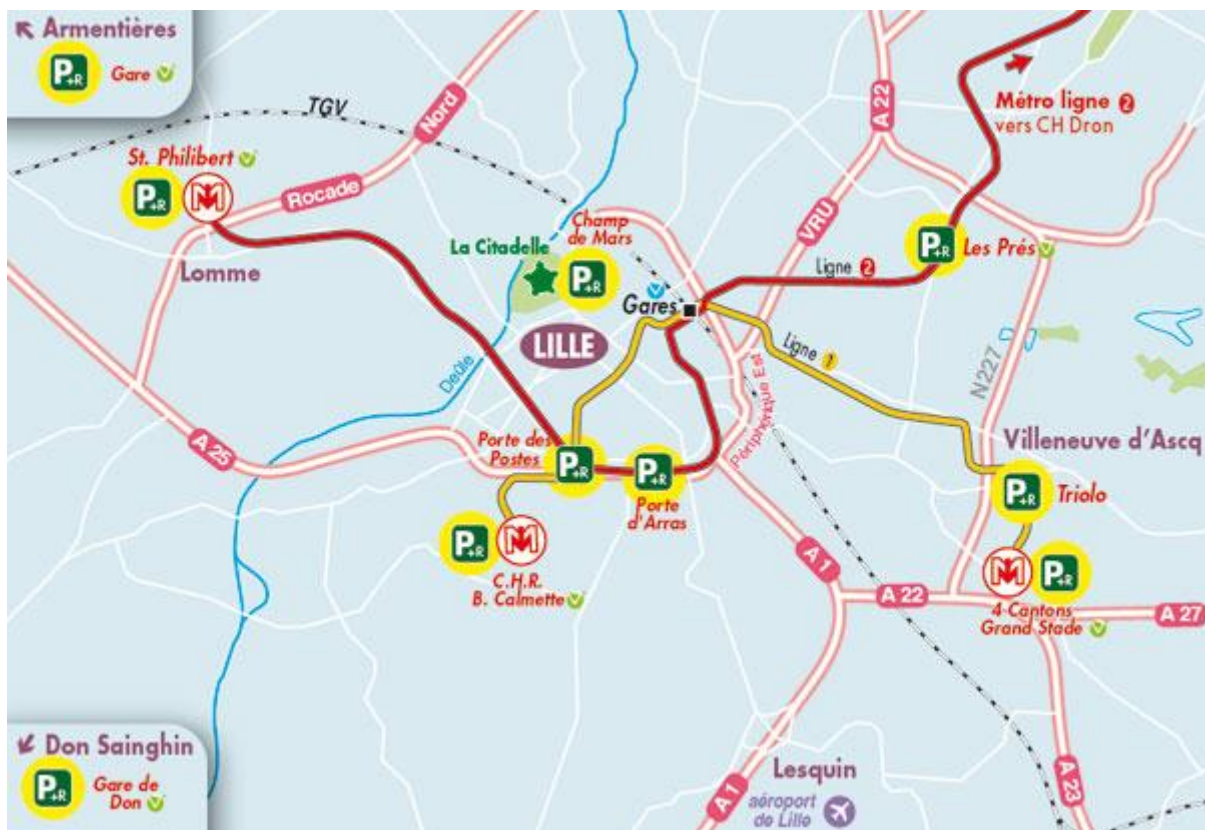 Armentières
P+R
Gare
TGV
Nord
A 22
Métro ligne 2
vers CH Dron
St. Philibert
P+R
M
Rocade
Champ
de Mars
La Citadelle
P+R
VRU
P+R
Les Prés
Ligne 2
Lomme
Gares
LILLE
Ligne 1
Deûle
N227
Périphérique Est
Villeneuve d'Ascq
A 25
Porte des
Postes
P+R
P+R
Porte
d'Arras
P+R
Triolo
P+R
M
C.H.R.
B. Calmette
A 1
A 22
M
P+R
4 Cantons
Grand Stade
A 27
Don Sainghin
P+R
Gare de
Don
Lesquin
aéroport
de Lille
A 1
A 23